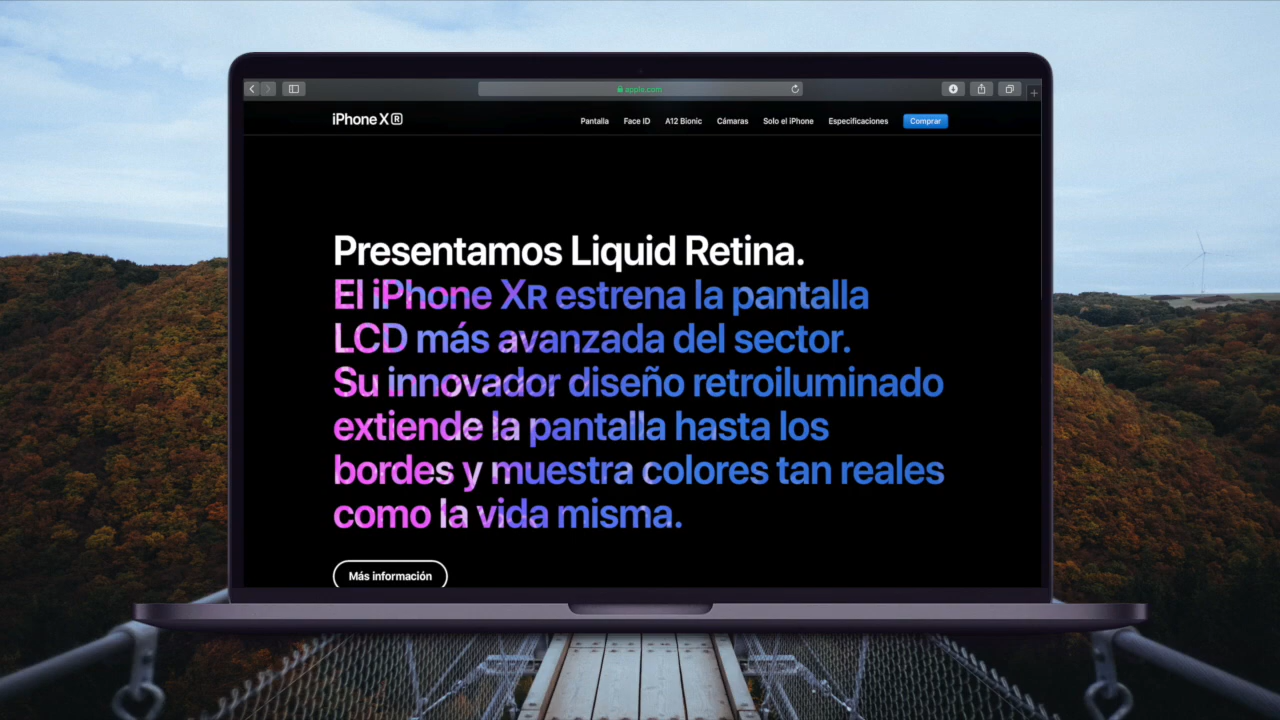 apple.com
iPhone XR
Pantalla Face ID A12 Bionic Cámaras Solo el iPhone Especificaciones Comprar
Presentamos Liquid Retina.
El iPhone XR estrena la pantalla
LCD más avanzada del sector.
Su innovador diseño retroiluminado
extiende la pantalla hasta los
bordes y muestra colores tan reales
como la vida misma.
Más información